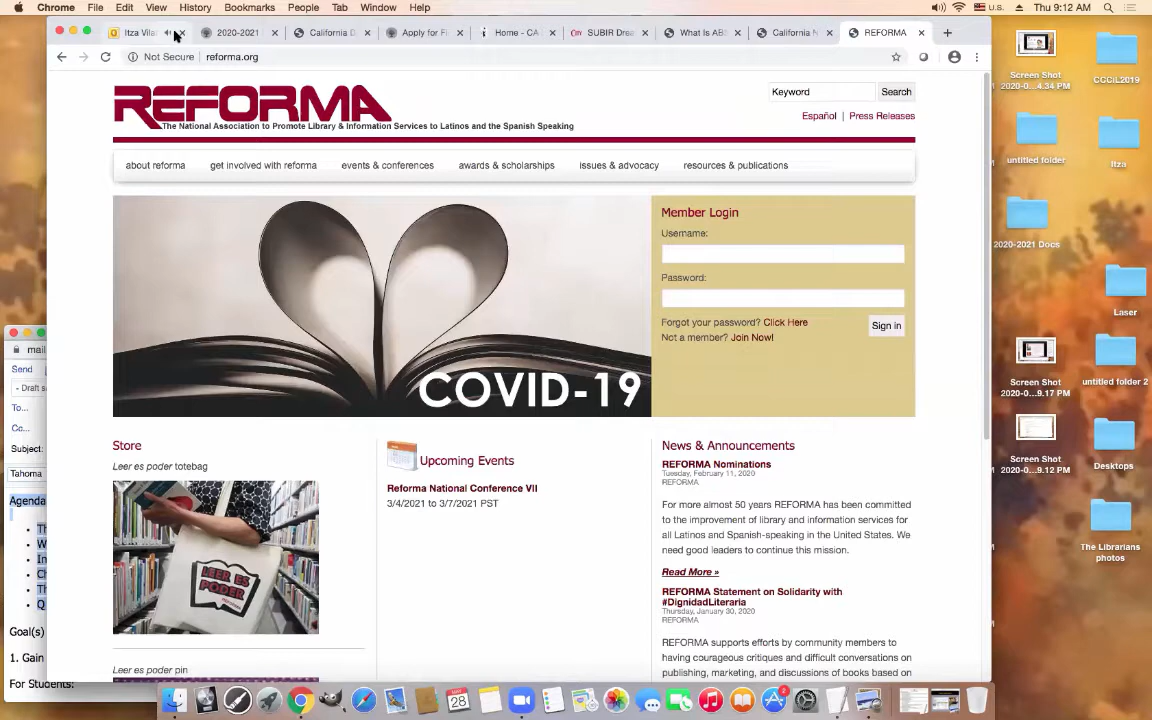 Chrome File Edit View History Bookmarks People Tab Window Help U.S. Thu 9:12 AM
Itza Vila 2020-2021 California D Apply for Fi Home - CA SUBIR Drea What Is AB California N REFORMA
Not Secure reforma.org
REFORMA
The National Association to Promote Library & Information Services to Latinos and the Spanish Speaking
Keyword Search
Español | Press Releases
about reforma get involved with reforma events & conferences awards & scholarships issues & advocacy resources & publications
COVID-19
Member Login
Username:
Password:
Forgot your password? Click Here
Not a member? Join Now!
Sign in
Store
Leer es poder totebag
LEER ES
PODER
Leer es poder pin
Upcoming Events
Reforma National Conference VII
3/4/2021 to 3/7/2021 PST
News & Announcements
REFORMA Nominations
Tuesday, February 11, 2020
REFORMA
For more almost 50 years REFORMA has been committed
to the improvement of library and information services for
all Latinos and Spanish-speaking in the United States. We
need good leaders to continue this mission.
Read More »
REFORMA Statement on Solidarity with
#DignidadLiteraria
Thursday, January 30, 2020
REFORMA
REFORMA supports efforts by community members to
having courageous critiques and difficult conversations on
publishing, marketing, and discussions of books based on
mail
Send
- Draft s
To...
Cc...
Subject:
Tahoma
Agenda
Th
W
In
Ch
Th
Q
Goal(s)
1. Gain
For Students:
Screen Shot
2020-0...4.34 PM
CCCiL2019
untitled folder
Itza
2020-2021 Docs
Laser
Screen Shot
2020-0...9.17 PM
untitled folder 2
Screen Shot
2020-0...9.12 PM
Desktops
The Librarians
photos
MAY
28
2